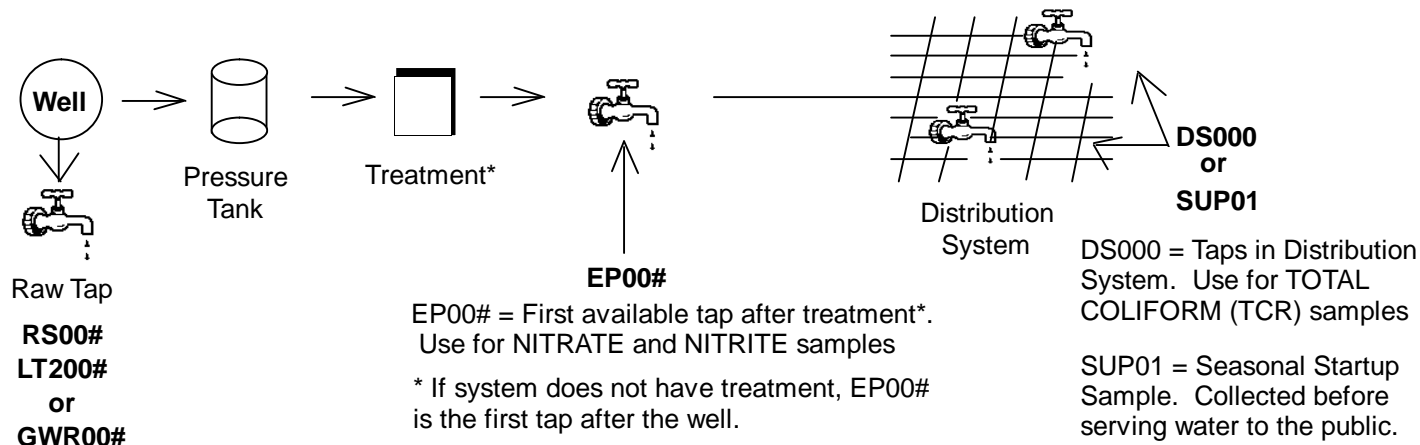 Well
Raw Tap
RS00#
LT200#
or
GWR00#
Pressure
Tank
Treatment*
EP00#
EP00# = First available tap after treatment*.
Use for NITRATE and NITRITE samples
* If system does not have treatment, EP00#
is the first tap after the well.
Distribution
System
DS000
or
SUP01
DS000 = Taps in Distribution
System. Use for TOTAL
COLIFORM (TCR) samples
SUP01 = Seasonal Startup
Sample. Collected before
serving water to the public.